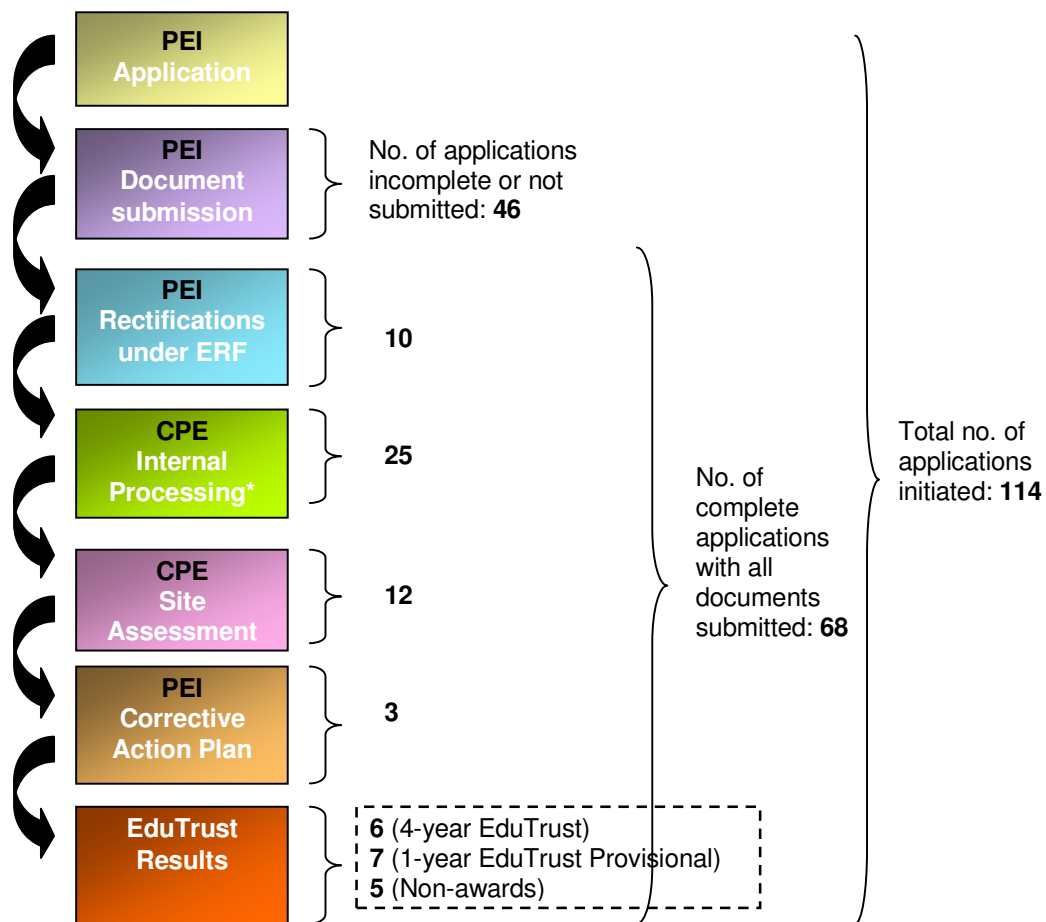 PEI
Application
PEI
Document
submission
No. of applications
incomplete or not
submitted: 46
PEI
Rectifications
under ERF
10
CPE
Internal
Processing*
25
CPE
Site
Assessment
12
PEI
Corrective
Action Plan
3
EduTrust
Results
6 (4-year EduTrust)
7 (1-year EduTrust Provisional)
5 (Non-awards)
No. of
complete
applications
with all
documents
submitted: 68
Total no. of
applications
initiated: 114